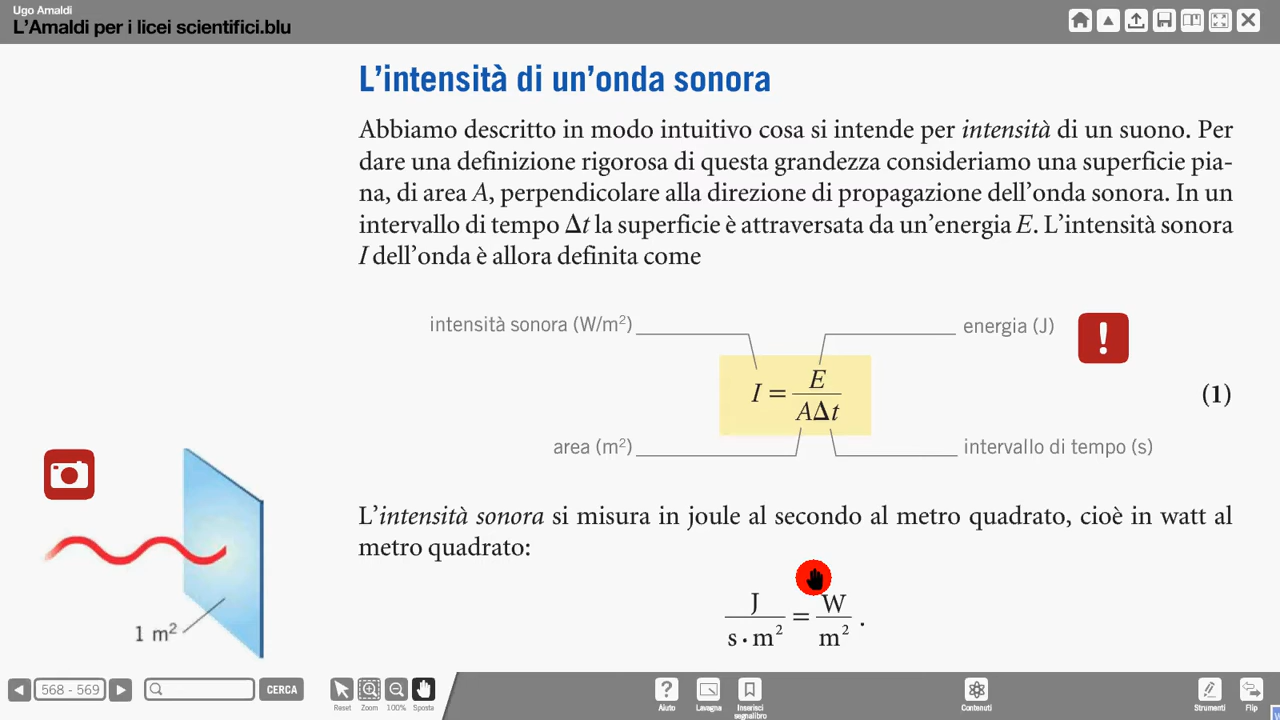 Ugo Amaldi
L'Amaldi per i licei scientifici.blu
L'intensità di un'onda sonora
Abbiamo descritto in modo intuitivo cosa si intende per intensità di un suono. Per
dare una definizione rigorosa di questa grandezza consideriamo una superficie pia-
na, di area A, perpendicolare alla direzione di propagazione dell'onda sonora. In un
intervallo di tempo Δt la superficie è attraversata da un'energia E. L'intensità sonora
I dell'onda è allora definita come
intensità sonora (W/m²)
energia (J)
!
I = E / AΔt
(1)
area (m²)
intervallo di tempo (s)
L'intensità sonora si misura in joule al secondo al metro quadrato, cioè in watt al
metro quadrato:
J / s·m² = W / m² .
1 m²
568 - 569
CERCA
Reset
Zoom
100%
Sposta
?
Aiuto
Lavagna
Inserisci
segnalibro
Contenuti
Strumenti
Flip